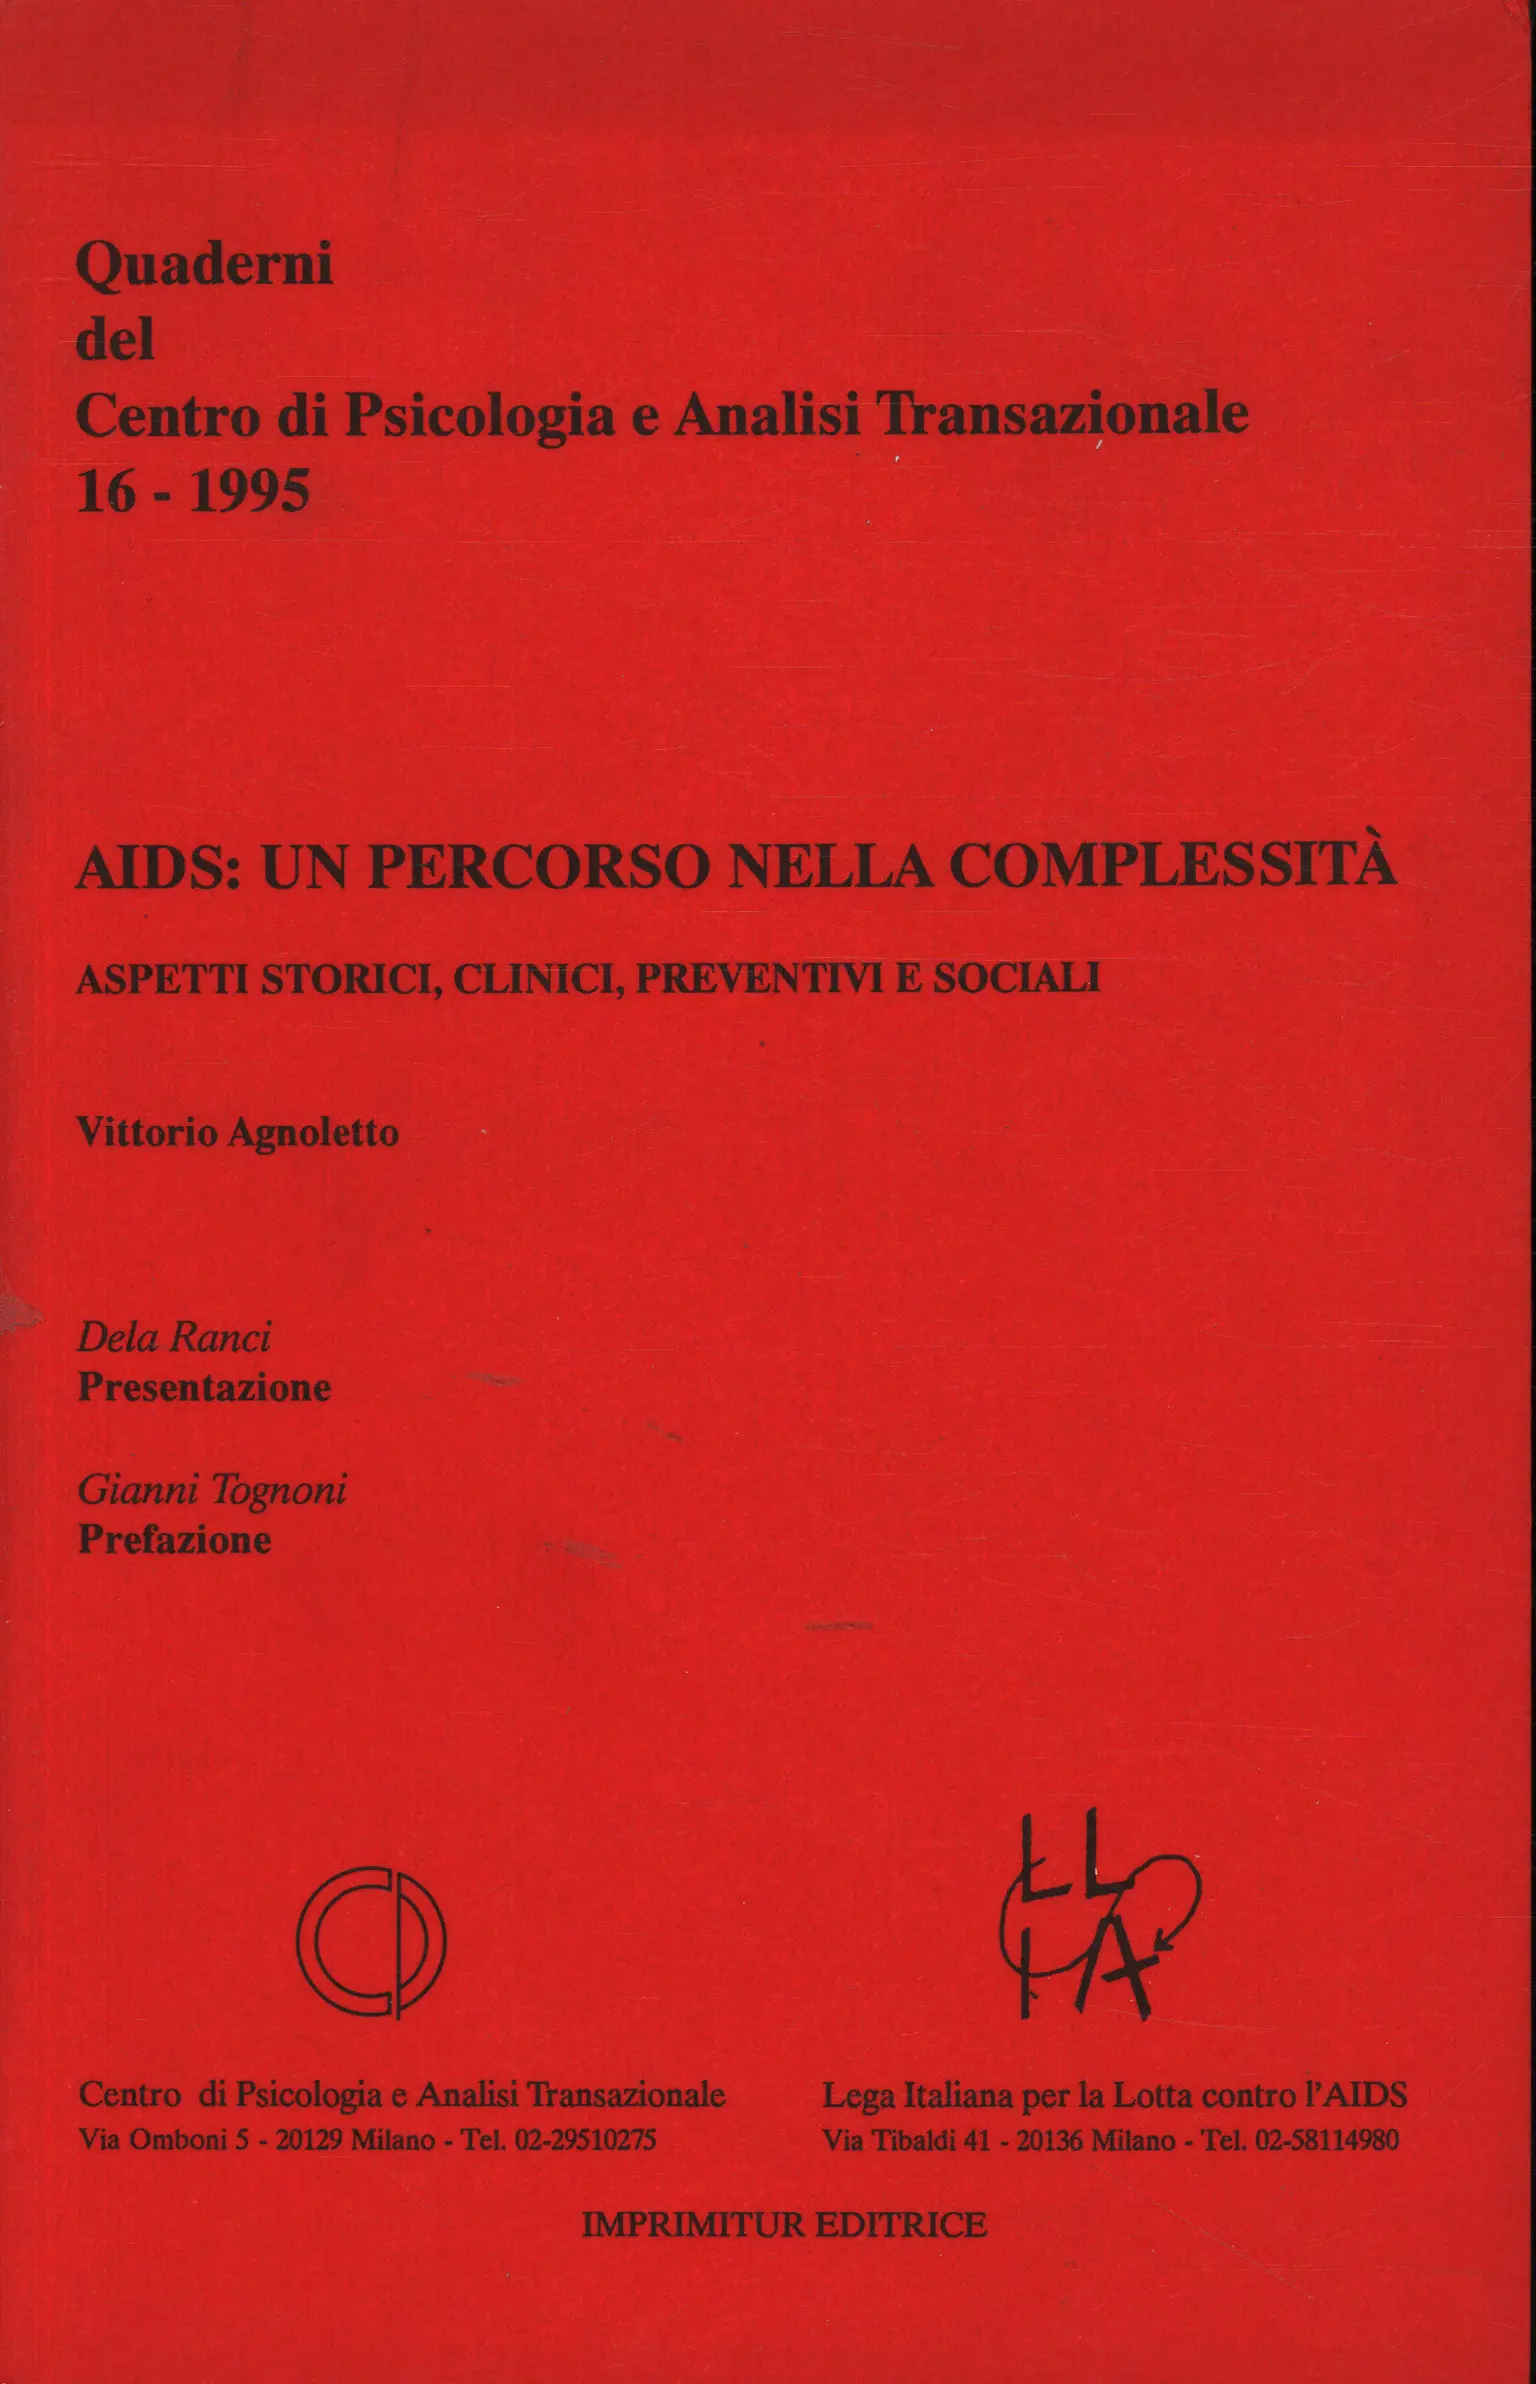 Quaderni
del
Centro di Psicologia e Analisi Transazionale
16 - 1995
AIDS: UN PERCORSO NELLA COMPLESSITÀ
ASPETTI STORICI, CLINICI, PREVENTIVI E SOCIALI
Vittorio Agnoletto
Dela Ranci
Presentazione
Gianni Tognoni
Prefazione
CP
LL
IA
Centro di Psicologia e Analisi Transazionale
Via Omboni 5 - 20129 Milano - Tel. 02-29510275
Lega Italiana per la Lotta contro l'AIDS
Via Tibaldi 41 - 20136 Milano - Tel. 02-58114980
IMPRIMITUR EDITRICE